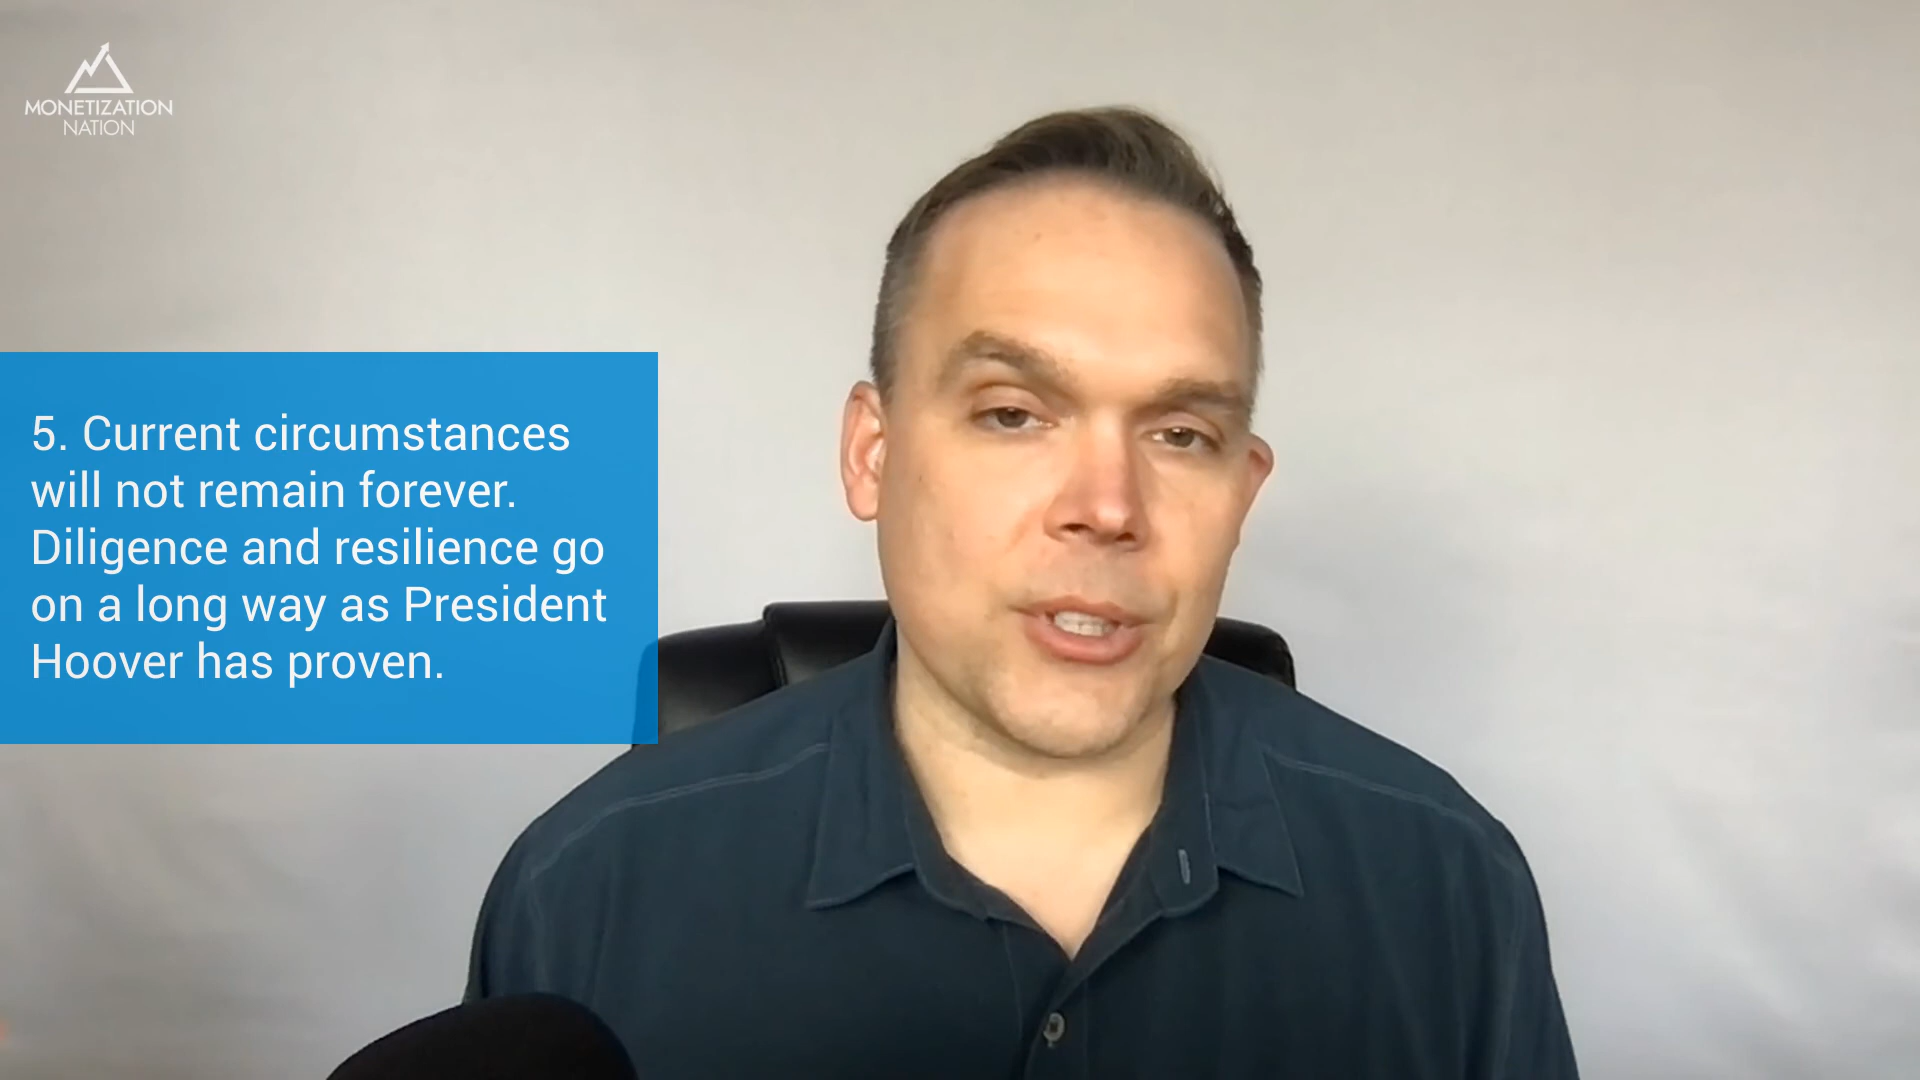 MONETIZATION
NATION
5. Current circumstances
will not remain forever.
Diligence and resilience go
on a long way as President
Hoover has proven.